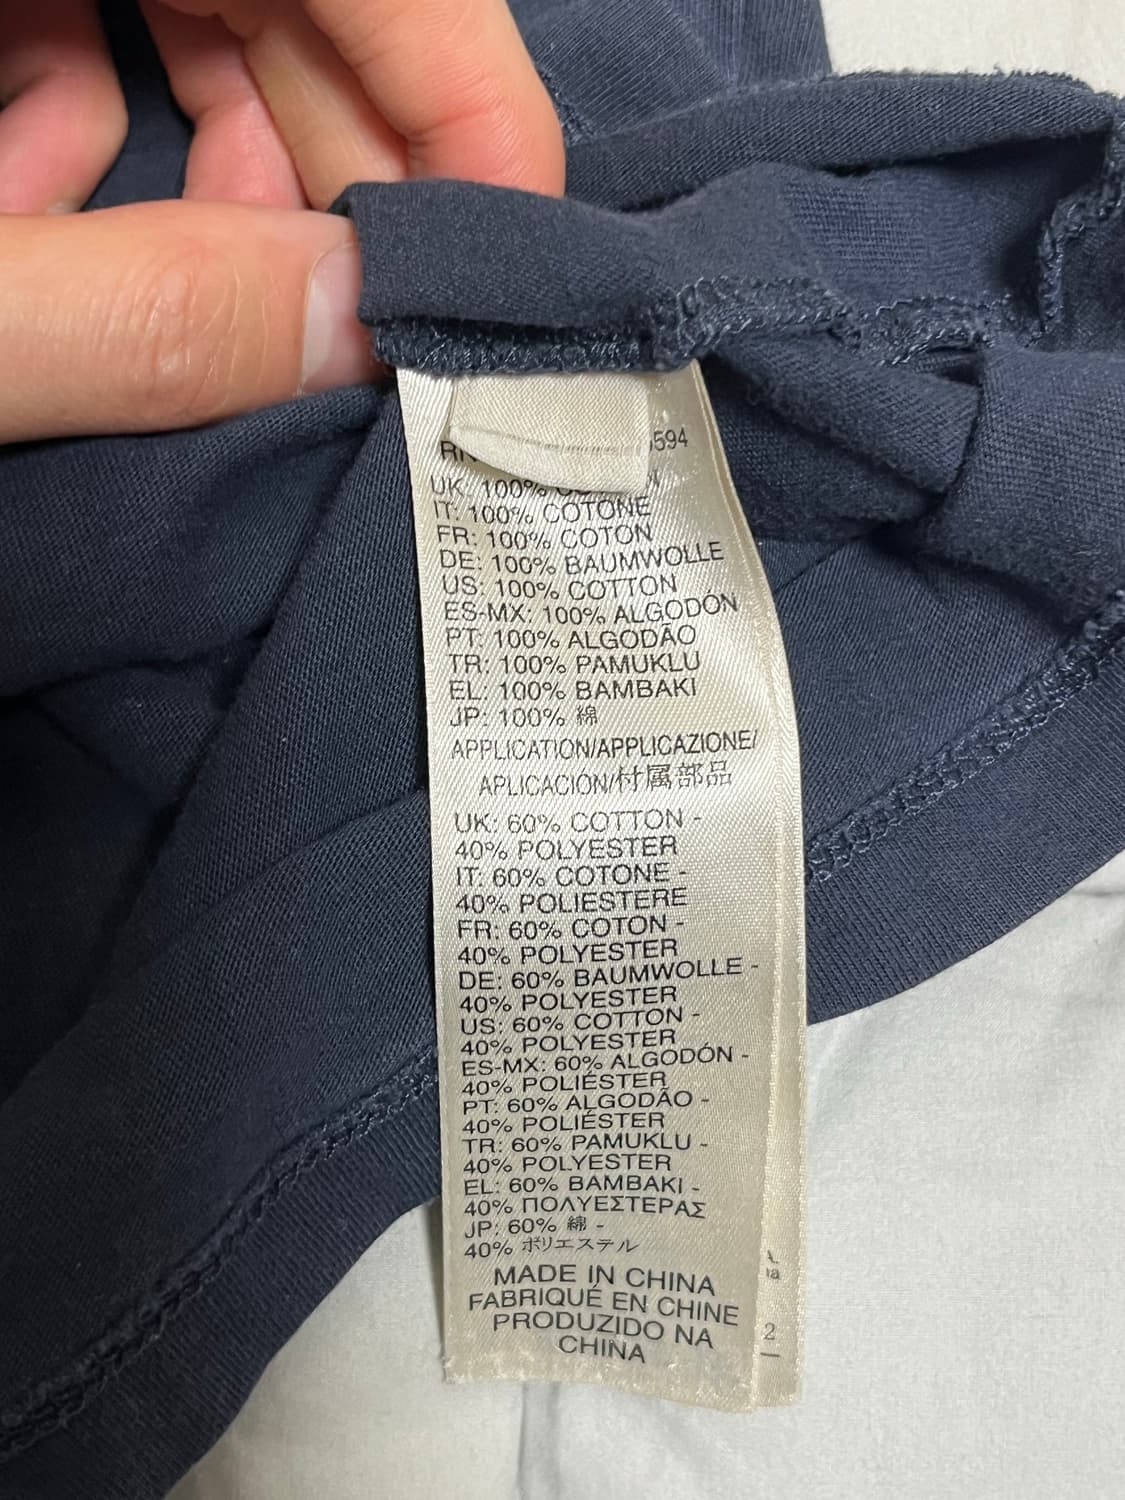 5594
UK: 100%
IT: 100% COTONE
FR: 100% COTON
DE: 100% BAUMWOLLE
US: 100% COTTON
ES-MX: 100% ALGODÓN
PT: 100% ALGODÃO
TR: 100% PAMUKLU
EL: 100% BAMBAKI
JP: 100% 綿
APPLICATION/APPLICAZIONE/
APLICACIÓN/付属部品
UK: 60% COTTON -
40% POLYESTER
IT: 60% COTONE -
40% POLIESTERE
FR: 60% COTON -
40% POLYESTER
DE: 60% BAUMWOLLE -
40% POLYESTER
US: 60% COTTON -
40% POLYESTER
ES-MX: 60% ALGODÓN -
40% POLIÉSTER
PT: 60% ALGODÃO -
40% POLIÉSTER
TR: 60% PAMUKLU -
40% POLYESTER
EL: 60% BAMBAKI -
40% ΠΟΛΥΕΣΤΕΡΑΣ
JP: 60% 綿 -
40% ポリエステル
MADE IN CHINA
FABRIQUÉ EN CHINE
PRODUZIDO NA
CHINA
2